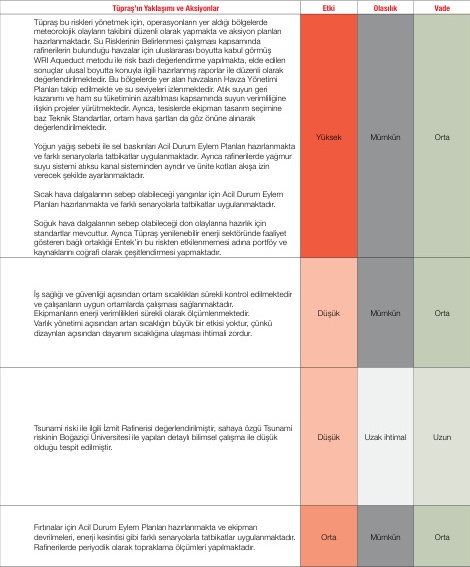 Tüpraş'ın Yaklaşımı ve Aksiyonlar Etki Olasılık Vade
Tüpraş bu riskleri yönetmek için, operasyonların yer aldığı bölgelerde
meteorolojik olayların takibini düzenli olarak yapmakta ve aksiyon planları
hazırlanmaktadır. Su Risklerinin Belirlenmesi çalışması kapsamında
rafinerilerin bulunduğu havzalar için uluslararası boyutta kabul görmüş
WRI Aqueduct metodu ile risk bazlı değerlendirme yapılmakta, elde edilen
sonuçlar ulusal boyutta konuyla ilgili hazırlanmış raporlar ile düzenli olarak
değerlendirilmektedir. Bu bölgelerde yer alan havzaların Havza Yönetimi
Planları takip edilmekte ve su seviyeleri izlenmektedir. Atık suyun geri
kazanımı ve ham su tüketiminin azaltılması kapsamında suyun verimliliğine
ilişkin projeler yürütmektedir. Ayrıca, tesislerde ekipman tasarım seçimine
baz Teknik Standartlar, ortam hava şartları da göz önüne alınarak
değerlendirilmektedir.
Yoğun yağış sebebi ile sel baskınları Acil Durum Eylem Planları hazırlanmakta
ve farklı senaryolarla tatbikatlar uygulanmaktadır. Ayrıca rafinerilerde yağmur
suyu sistemi atıksu kanal sisteminden ayrıdır ve ünite kotları akışa izin
verecek şekilde ayarlanmaktadır.
Sıcak hava dalgalarının sebep olabileceği yangınlar için Acil Durum Eylem
Planları hazırlanmakta ve farklı senaryolarla tatbikatlar uygulanmaktadır.
Soğuk hava dalgalarının sebep olabileceği don olaylarına hazırlık için
standartlar mevcuttur. Ayrıca Tüpraş yenilenebilir enerji sektöründe faaliyet
gösteren bağlı ortaklığı Entek'in bu riskten etkilenmemesi adına portföy ve
kaynaklarını coğrafi olarak çeşitlendirmesi yapmaktadır.
Yüksek Mümkün Orta
İş sağlığı ve güvenliği açısından ortam sıcaklıkları sürekli kontrol edilmektedir
ve çalışanların uygun ortamlarda çalışması sağlanmaktadır.
Ekipmanların enerji verimlilikleri sürekli olarak ölçümlenmektedir.
Varlık yönetimi açısından artan sıcaklığın büyük bir etkisi yoktur, çünkü
dizaynları açısından dayanım sıcaklığına ulaşması ihtimali zordur.
Düşük Mümkün Orta
Tsunami riski ile ilgili İzmit Rafinerisi değerlendirilmiştir, sahaya özgü Tsunami
riskinin Boğaziçi Üniversitesi ile yapılan detaylı bilimsel çalışma ile düşük
olduğu tespit edilmiştir.
Düşük Uzak ihtimal Uzun
Fırtınalar için Acil Durum Eylem Planları hazırlanmakta ve ekipman
devrilmeleri, enerji kesintisi gibi farklı senaryolarla tatbikatlar uygulanmaktadır.
Rafinerilerde periyodik olarak topraklama ölçümleri yapılmaktadır.
Orta Mümkün Orta